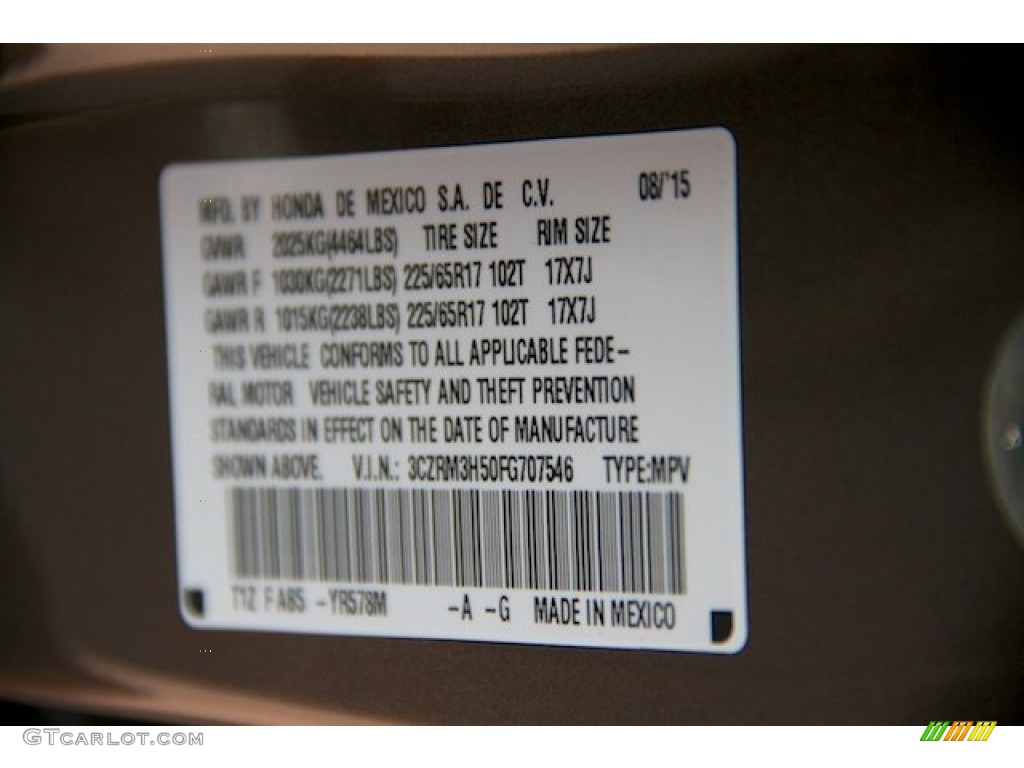 MFD. BY HONDA DE MEXICO S.A. DE C.V. 08/'15
GVWR 2025KG(4464LBS) TIRE SIZE RIM SIZE
GAWR F 1030KG(2271LBS) 225/65R17 102T 17X7J
GAWR R 1015KG(2238LBS) 225/65R17 102T 17X7J
THIS VEHICLE CONFORMS TO ALL APPLICABLE FEDE-
RAL MOTOR VEHICLE SAFETY AND THEFT PREVENTION
STANDARDS IN EFFECT ON THE DATE OF MANUFACTURE
SHOWN ABOVE. V.I.N.: 3CZRM3H50FG707546 TYPE:MPV
T1Z F A85 -YR578M -A -G MADE IN MEXICO
GTCARLOT.COM